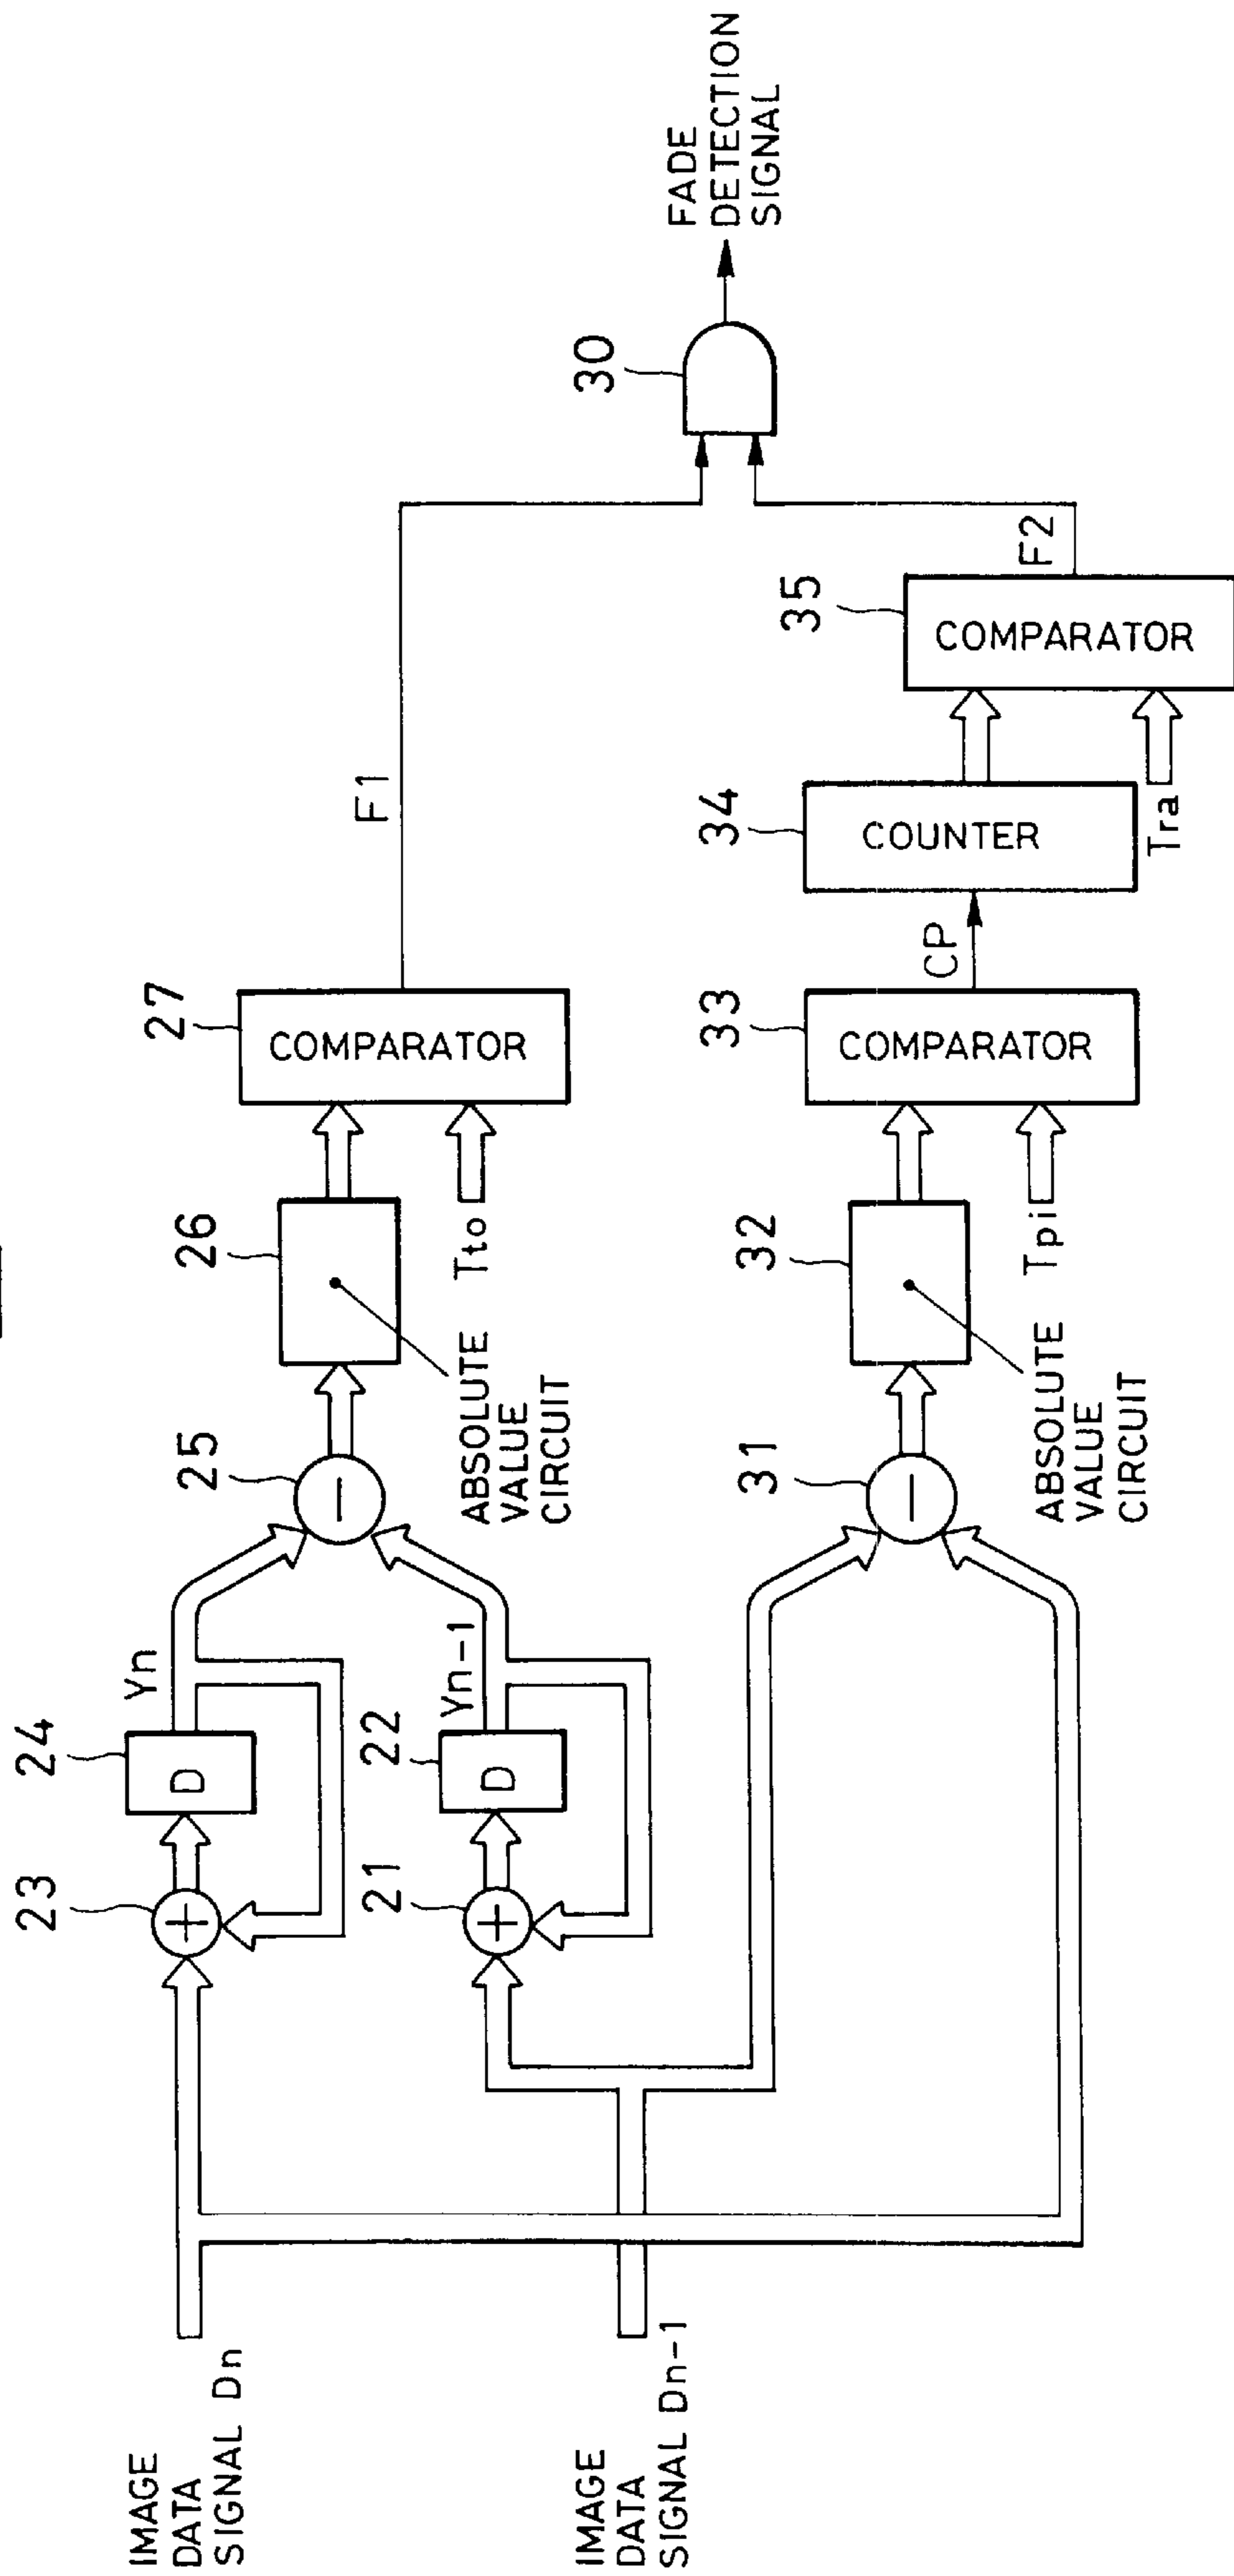 IMAGE
DATA
SIGNAL Dn
23
24
D
Yn
IMAGE
DATA
SIGNAL Dn-1
21
22
D
Yn-1
25
26
ABSOLUTE
VALUE
CIRCUIT
Tto
27
COMPARATOR
F1
31
32
ABSOLUTE
VALUE
CIRCUIT
Tpi
33
COMPARATOR
CP
34
COUNTER
Tra
35
COMPARATOR
F2
30
FADE
DETECTION
SIGNAL